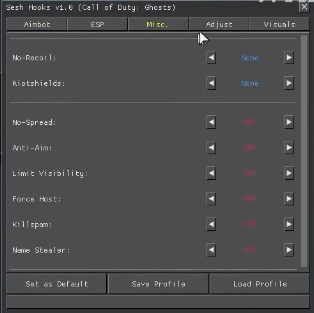 Sesh Hooks v1.0 (Call of Duty: Ghosts)
Aimbot ESP Misc. Adjust Visuals
No-Recoil: None
Riotshields: None
No-Spread: OFF
Anti-Aim: OFF
Limit Visibility: OFF
Force Host: OFF
Killspam: OFF
Name Stealer: OFF
Set as Default Save Profile Load Profile